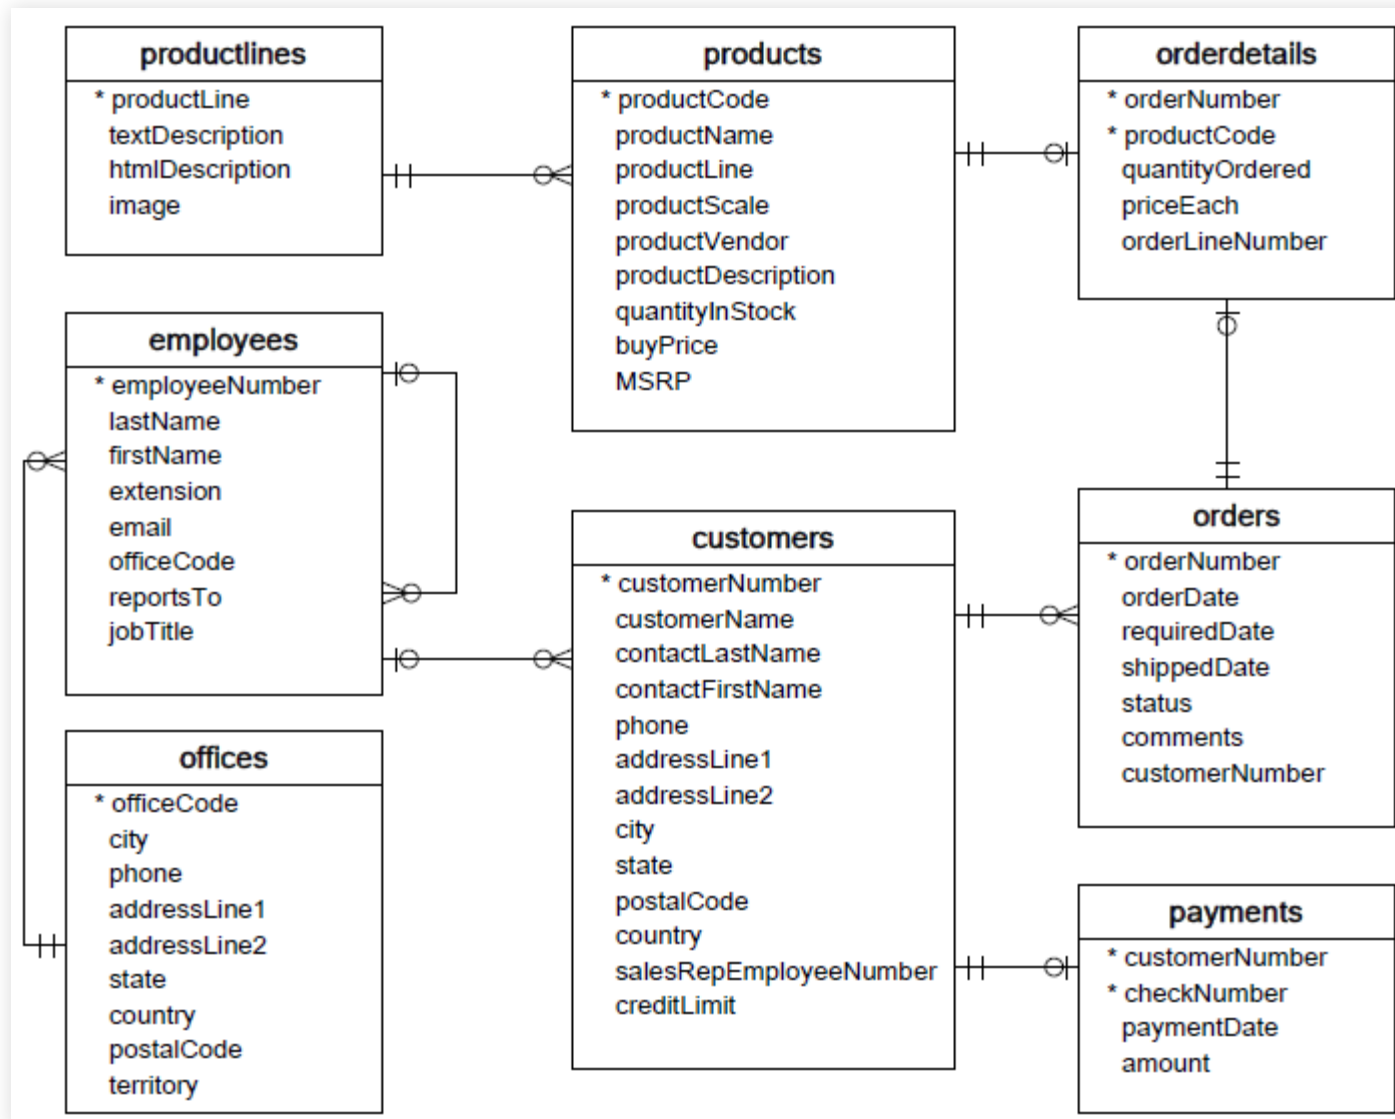 productlines
* productLine
textDescription
htmlDescription
image
products
* productCode
productName
productLine
productScale
productVendor
productDescription
quantityInStock
buyPrice
MSRP
orderdetails
* orderNumber
* productCode
quantityOrdered
priceEach
orderLineNumber
employees
* employeeNumber
lastName
firstName
extension
email
officeCode
reportsTo
jobTitle
customers
* customerNumber
customerName
contactLastName
contactFirstName
phone
addressLine1
addressLine2
city
state
postalCode
country
salesRepEmployeeNumber
creditLimit
orders
* orderNumber
orderDate
requiredDate
shippedDate
status
comments
customerNumber
offices
* officeCode
city
phone
addressLine1
addressLine2
state
country
postalCode
territory
payments
* customerNumber
* checkNumber
paymentDate
amount